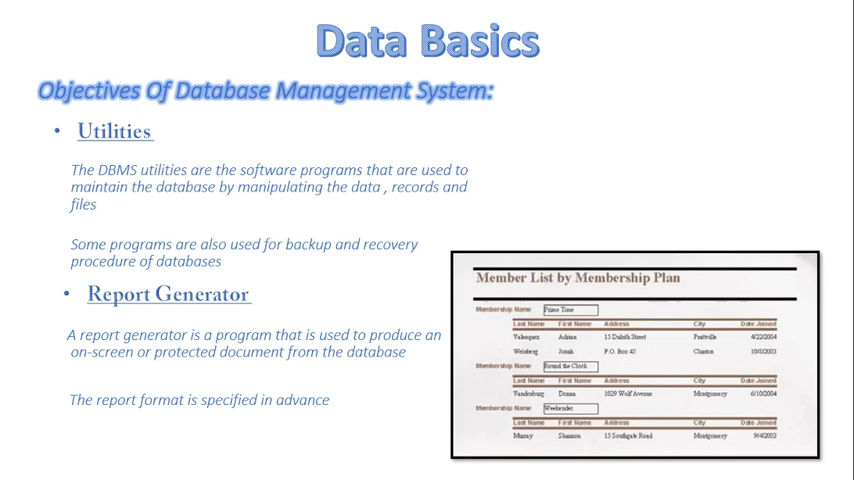 Data Basics
Objectives Of Database Management System:
• Utilities
The DBMS utilities are the software programs that are used to
maintain the database by manipulating the data , records and
files
Some programs are also used for backup and recovery
procedure of databases
• Report Generator
A report generator is a program that is used to produce an
on-screen or protected document from the database
The report format is specified in advance
Member List by Membership Plan
Membership Name Prime Time
Last Name First Name Address City Date Joined
Velasquez Adrian 15 Duluth Street Prattville 4/22/2004
Weinberg Jonah P.O. Box 45 Clanton 10/8/2003
Membership Name Round the Clock
Last Name First Name Address City Date Joined
Vandenburg Donna 1029 Wolf Avenue Montgomery 6/10/2004
Membership Name Weekender
Last Name First Name Address City Date Joined
Murray Shannon 15 Southgate Road Montgomery 9/4/2003